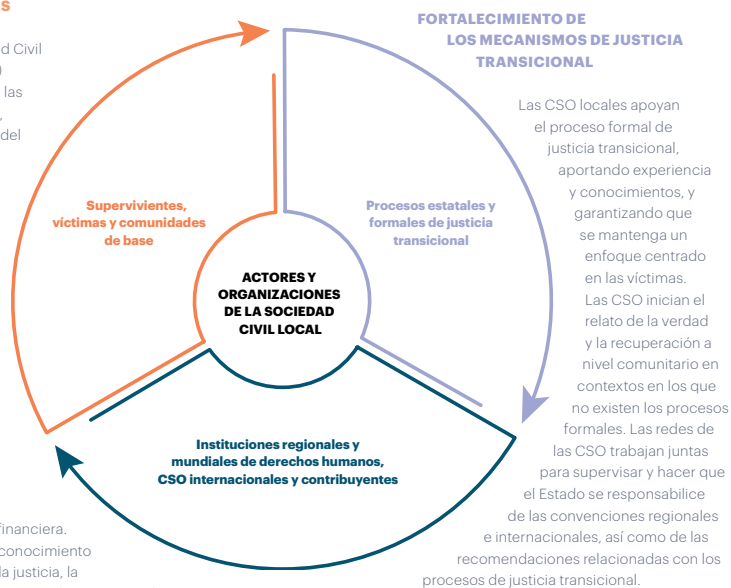 s
d Civil
)
las
,
del
Supervivientes,
víctimas y comunidades
de base
ACTORES Y
ORGANIZACIONES
DE LA SOCIEDAD
CIVIL LOCAL
Procesos estatales y
formales de justicia
transicional
Instituciones regionales y
mundiales de derechos humanos,
CSO internacionales y contribuyentes
FORTALECIMIENTO DE
LOS MECANISMOS DE JUSTICIA
TRANSICIONAL
Las CSO locales apoyan
el proceso formal de
justicia transicional,
aportando experiencia
y conocimientos, y
garantizando que
se mantenga un
enfoque centrado
en las víctimas.
Las CSO inician el
relato de la verdad
y la recuperación a
nivel comunitario en
contextos en los que
no existen los procesos
formales. Las redes de
las CSO trabajan juntas
para supervisar y hacer que
el Estado se responsabilice
de las convenciones regionales
e internacionales, así como de las
recomendaciones relacionadas con los
procesos de justicia transicional.
financiera.
conocimiento
la justicia, la